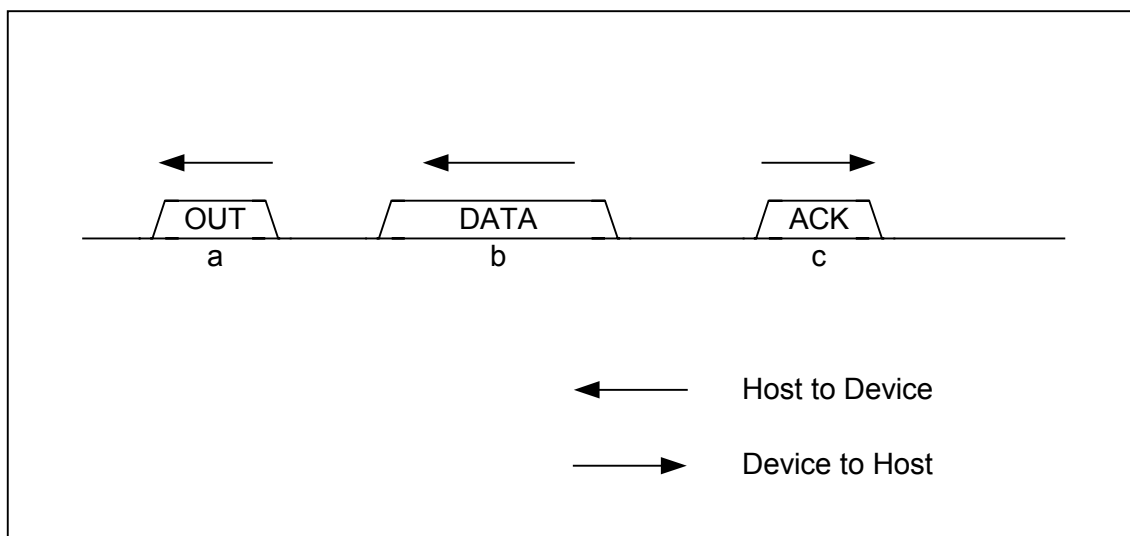 OUT DATA ACK
a b c
Host to Device
Device to Host